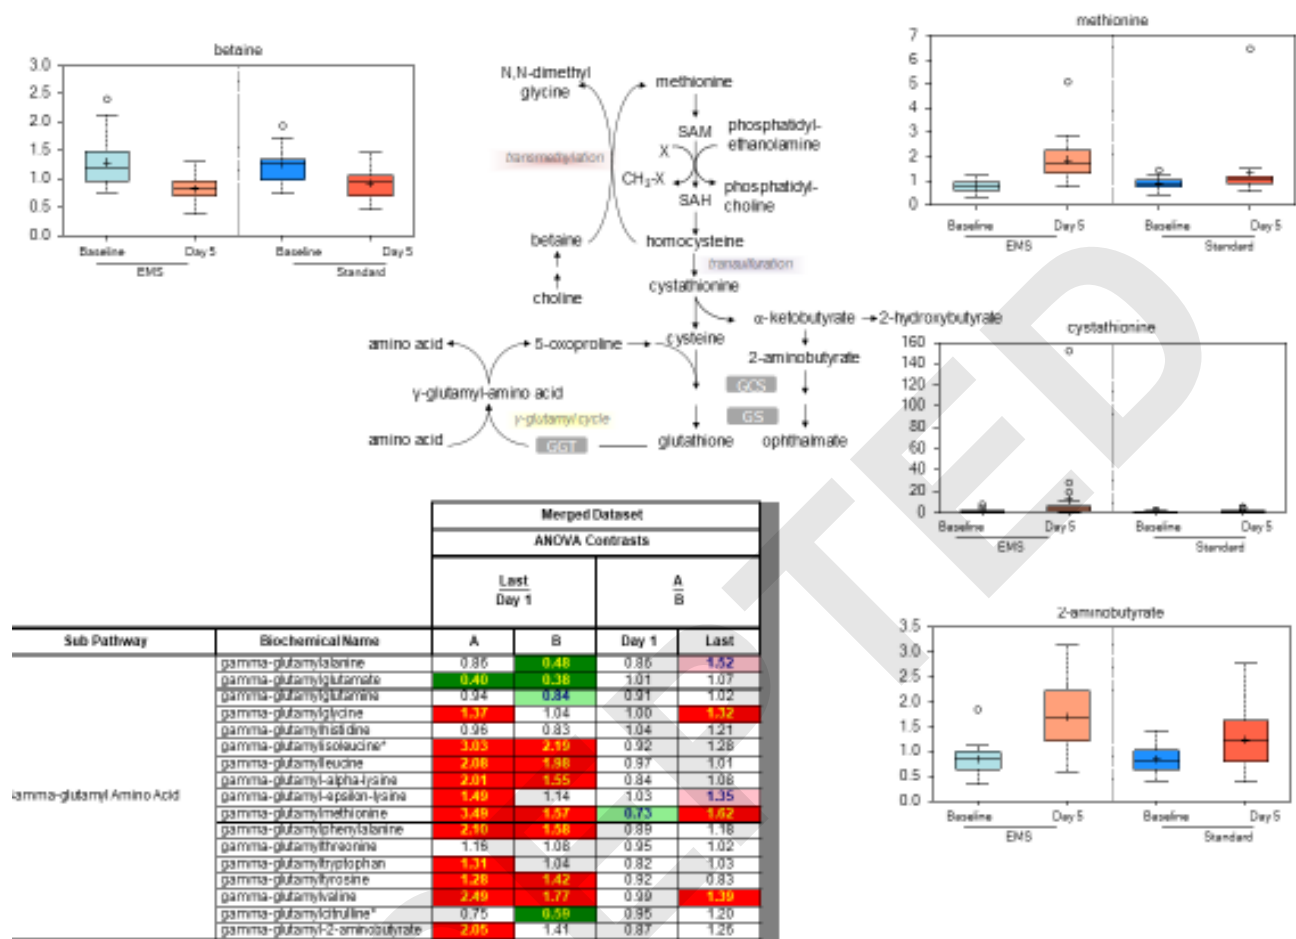 betaine
3.0
2.5
2.0
1.5
1.0
0.5
0.0
Baseline Day 5 Baseline Day 5
EMS Standard
N,N-dimethyl
glycine
methionine
SAM
phosphatidyl-
ethanolamine
X
transmethylation
CH3-X
phosphatidyl-
choline
SAH
betaine
homocysteine
transulfuration
choline
cystathionine
α-ketobutyrate
2-hydroxybutyrate
amino acid
5-oxoproline
cysteine
2-aminobutyrate
γ-glutamyl-amino acid
GCS
γ-glutamyl cycle
GS
amino acid
GGT
glutathione
ophthalmate
methionine
7
6
5
4
3
2
1
0
Baseline Day 5 Baseline Day 5
EMS Standard
cystathionine
160
140
120
100
80
60
40
20
0
Baseline Day 5 Baseline Day 5
EMS Standard
2-aminobutyrate
3.5
3.0
2.5
2.0
1.5
1.0
0.5
0.0
Baseline Day 5 Baseline Day 5
EMS Standard
Merged Dataset
ANOVA Contrasts
Last A
Day 1 B
Sub Pathway Biochemical Name A B Day 1 Last
gamma-glutamylalanine 0.86 0.48 0.86 1.52
gamma-glutamylglutamate 0.40 0.38 1.01 1.07
gamma-glutamylglutamine 0.94 0.84 0.91 1.02
gamma-glutamylglycine 1.37 1.04 1.00 1.32
gamma-glutamylhistidine 0.96 0.83 1.04 1.21
gamma-glutamylisoleucine* 3.03 2.19 0.92 1.28
gamma-glutamylleucine 2.08 1.98 0.97 1.01
gamma-glutamyl-alpha-lysine 2.01 1.55 0.84 1.08
gamma-glutamyl-epsilon-lysine 1.49 1.14 1.03 1.35
amma-glutamyl Amino Acid
gamma-glutamylmethionine 3.49 1.57 0.73 1.62
gamma-glutamylphenylalanine 2.10 1.58 0.89 1.18
gamma-glutamylthreonine 1.16 1.08 0.95 1.02
gamma-glutamyltryptophan 1.31 1.04 0.82 1.03
gamma-glutamyltyrosine 1.28 1.42 0.92 0.83
gamma-glutamylvaline 2.49 1.77 0.99 1.39
gamma-glutamylcitrulline* 0.75 0.59 0.95 1.20
gamma-glutamyl-2-aminobutyrate 2.05 1.41 0.87 1.26
PTED